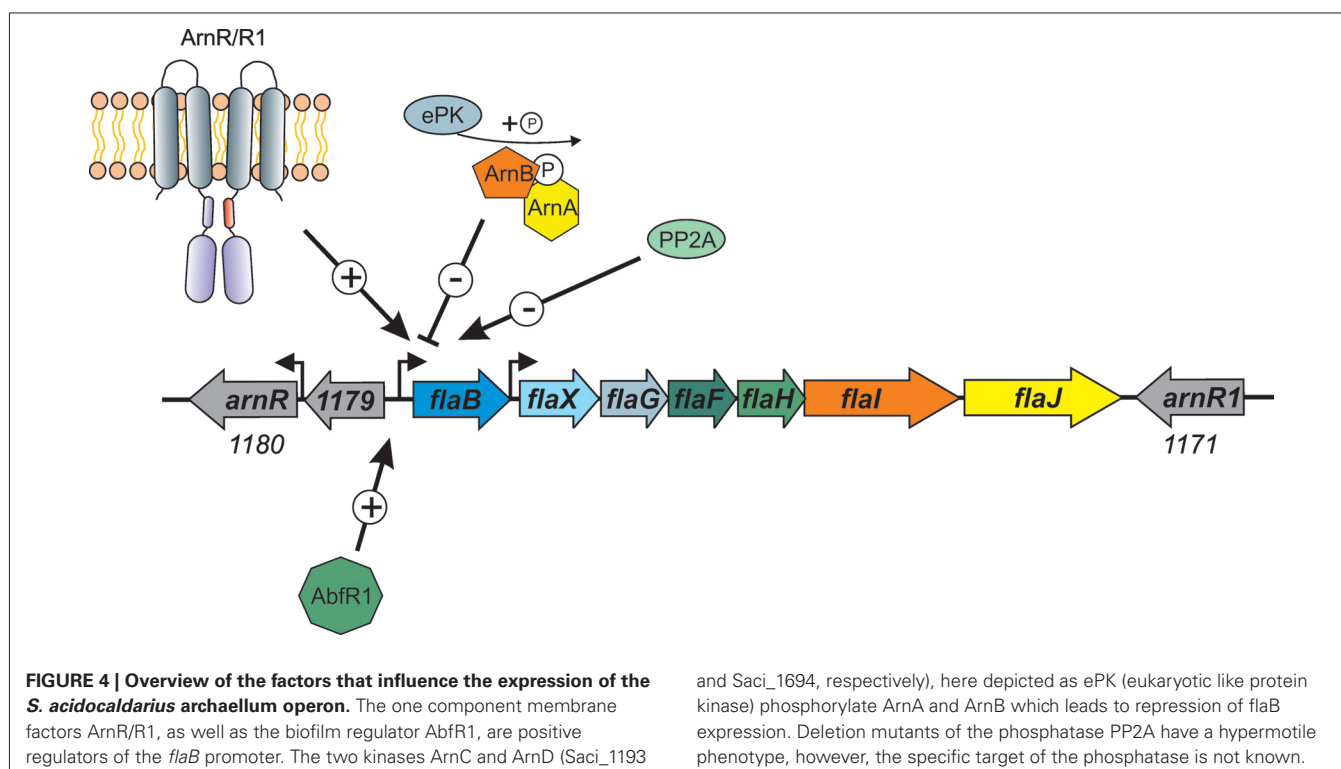 ArnR/R1
ePK
+ P
ArnB
P
ArnA
PP2A
+
-
-
arnR
1179
flaB
flaX
flaG
flaF
flaH
flaI
flaJ
arnR1
1180
1171
+
AbfR1
FIGURE 4 | Overview of the factors that influence the expression of the
S. acidocaldarius archaellum operon. The one component membrane
factors ArnR/R1, as well as the biofilm regulator AbfR1, are positive
regulators of the flaB promoter. The two kinases ArnC and ArnD (Saci_1193
and Saci_1694, respectively), here depicted as ePK (eukaryotic like protein
kinase) phosphorylate ArnA and ArnB which leads to repression of flaB
expression. Deletion mutants of the phosphatase PP2A have a hypermotile
phenotype, however, the specific target of the phosphatase is not known.